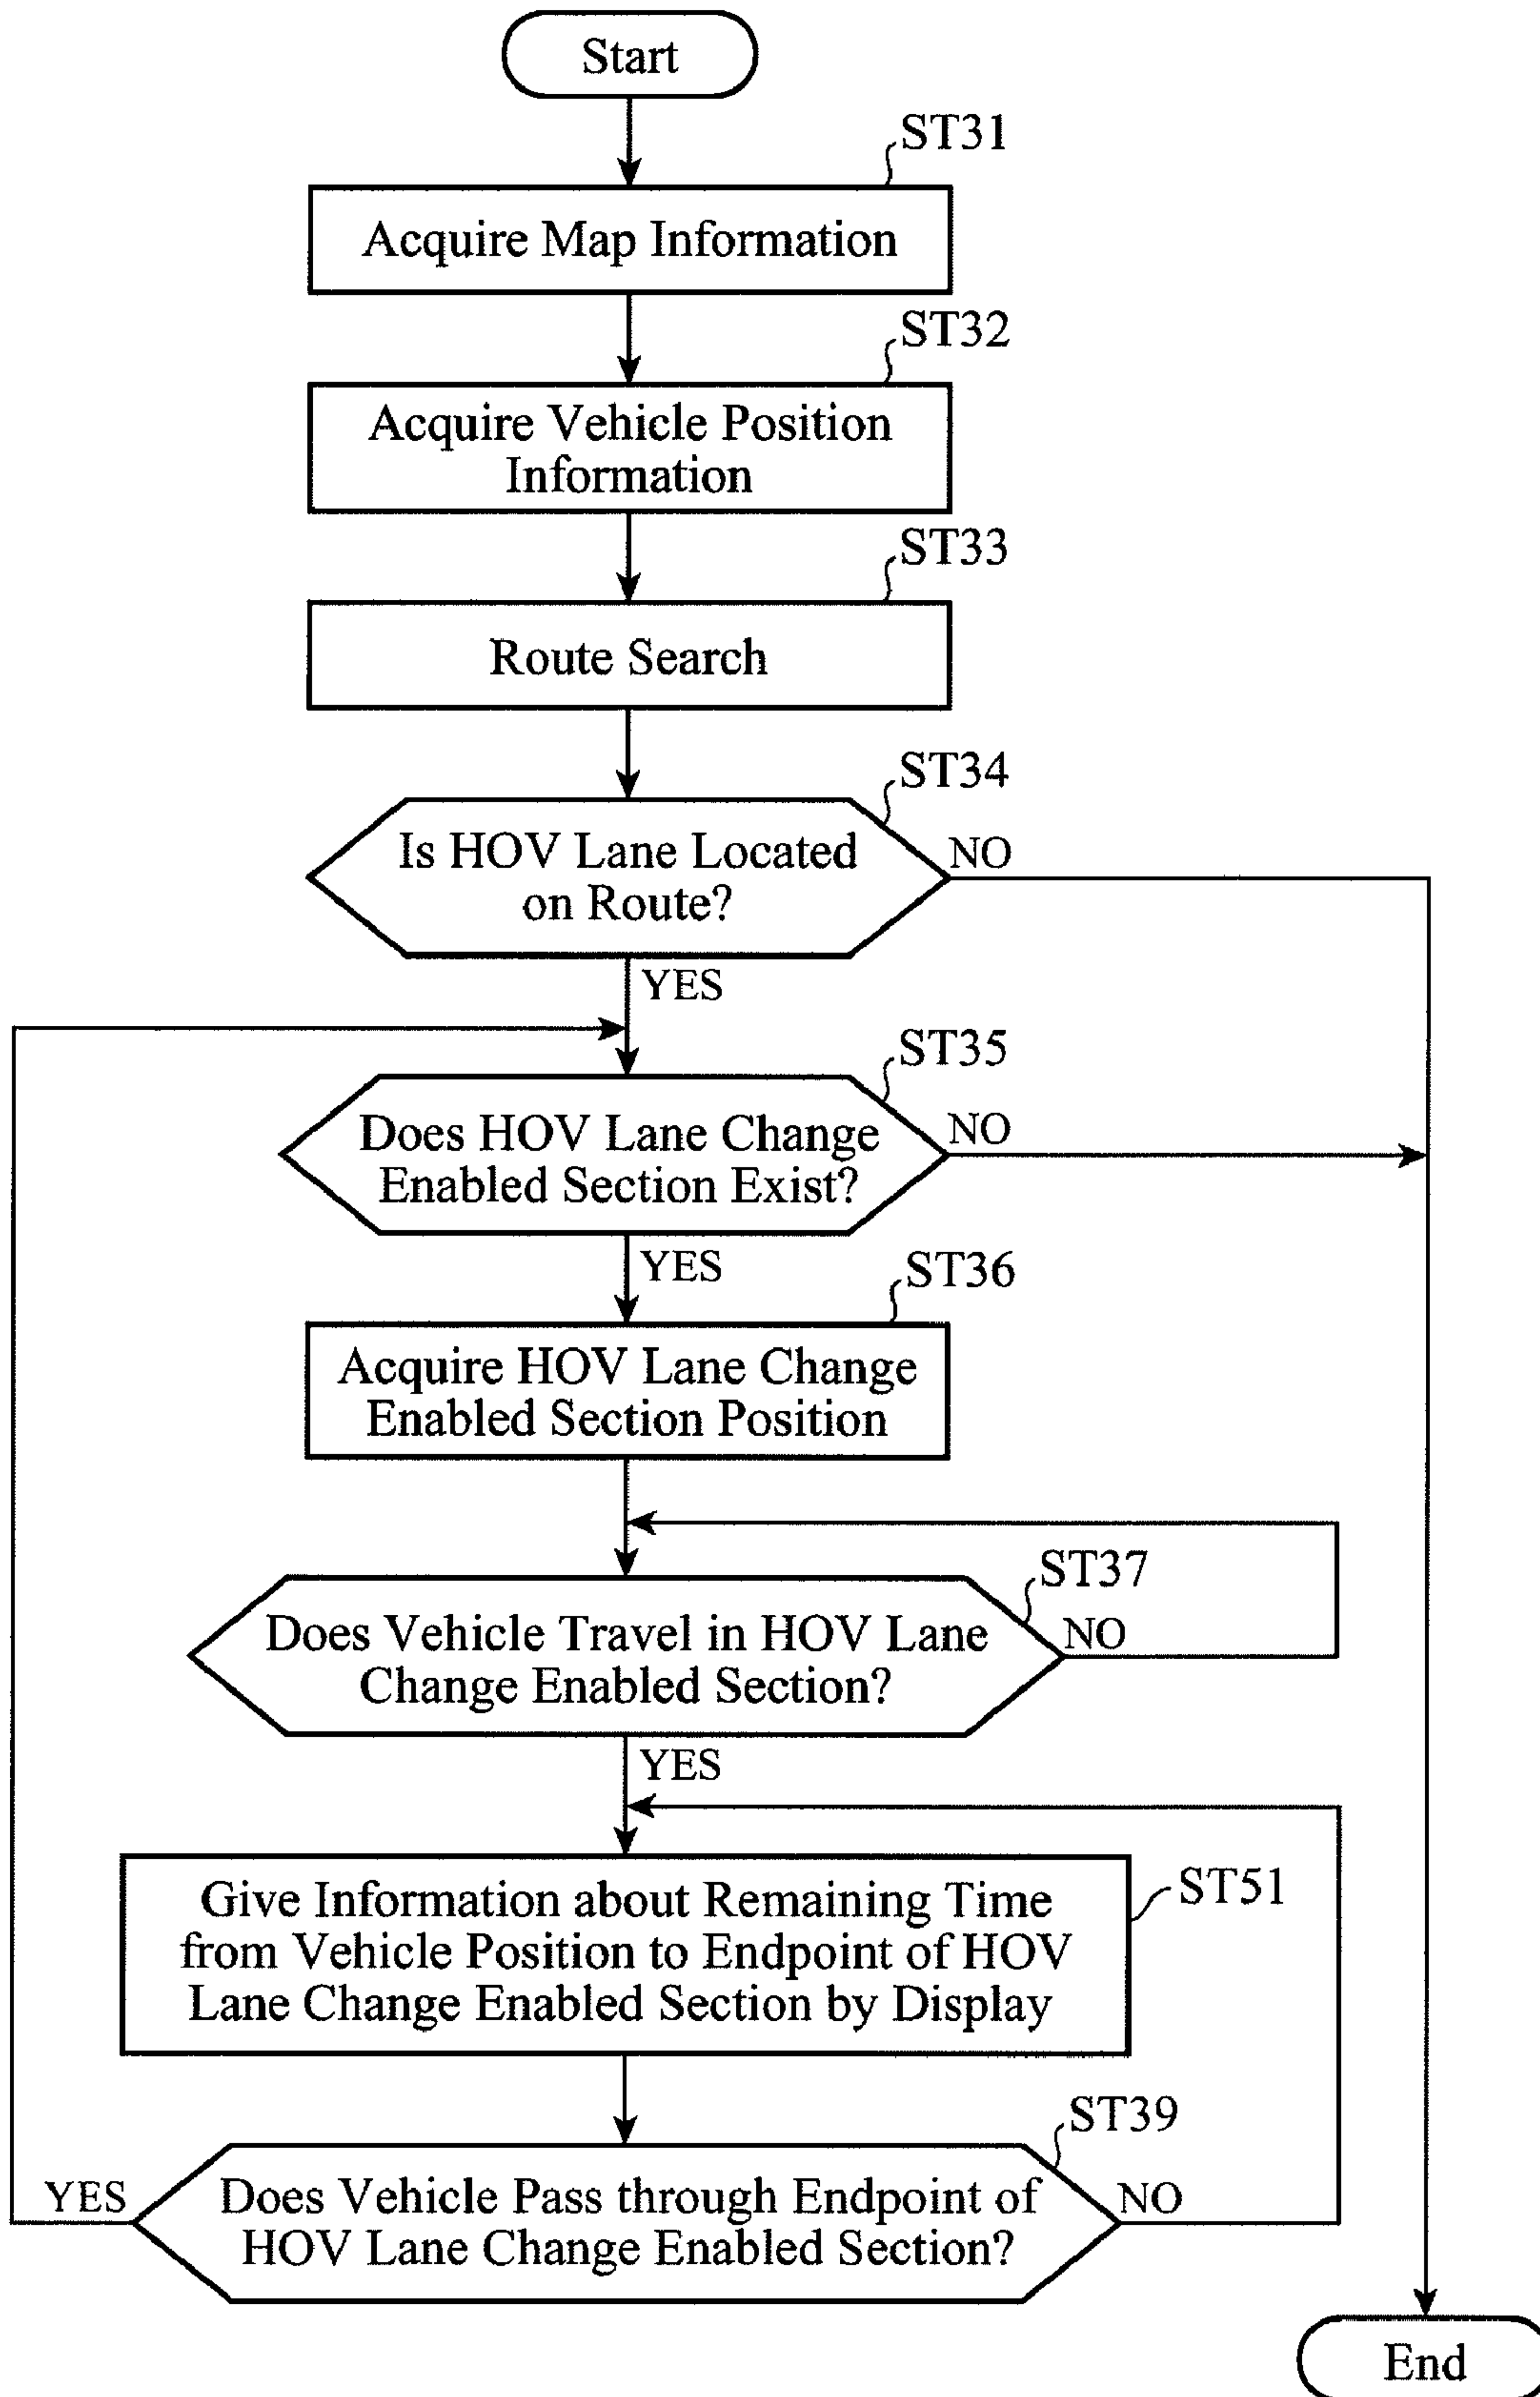 Start
ST31
Acquire Map Information
ST32
Acquire Vehicle Position
Information
ST33
Route Search
ST34
Is HOV Lane Located
on Route?
NO
YES
ST35
Does HOV Lane Change
Enabled Section Exist?
NO
YES
ST36
Acquire HOV Lane Change
Enabled Section Position
ST37
Does Vehicle Travel in HOV Lane
Change Enabled Section?
NO
YES
Give Information about Remaining Time
from Vehicle Position to Endpoint of HOV
Lane Change Enabled Section by Display
ST51
ST39
YES
Does Vehicle Pass through Endpoint of
HOV Lane Change Enabled Section?
NO
End